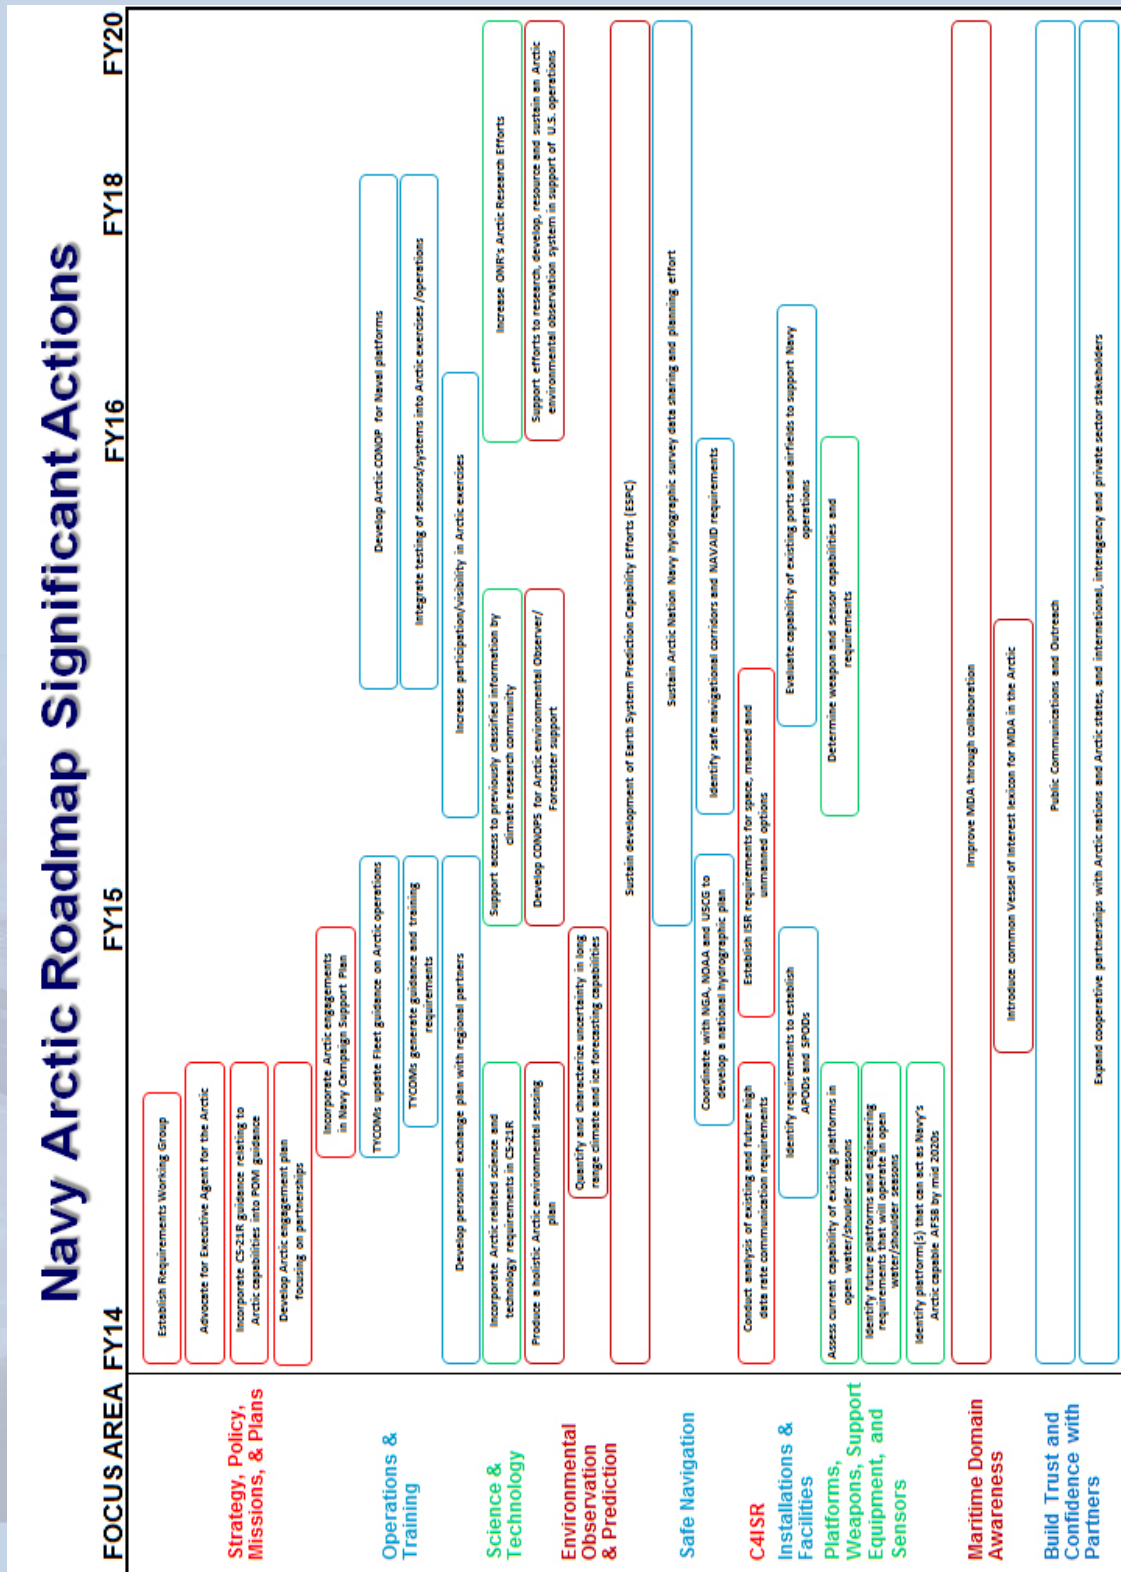 Navy Arctic Roadmap Significant Actions
FOCUS AREA
FY14
FY15
FY16
FY18
FY20
Strategy, Policy,
Missions, & Plans
Establish Requirements Working Group
Advocate for Executive Agent for the Arctic
Incorporate CS-21R guidance relating to
Arctic capabilities into POM guidance
Develop Arctic engagement plan
focusing on partnerships
Incorporate Arctic engagements
in Navy Campaign Support Plan
Operations &
Training
TYCOMs update Fleet guidance on Arctic operations
Develop Arctic CONOP for Naval platforms
TYCOMs generate guidance and training
requirements
Integrate testing of sensors/systems into Arctic exercises /operations
Develop personnel exchange plan with regional partners
Increase participation/visibility in Arctic exercises
Science &
Technology
Incorporate Arctic related science and
technology requirements in CS-21R
Support access to previously classified information by
climate research community
Increase ONR's Arctic Research Efforts
Environmental
Observation
& Prediction
Produce a holistic Arctic environmental sensing
plan
Develop CONOPS for Arctic environmental Observer/
Forecaster support
Support efforts to research, develop, resource and sustain an Arctic
environmental observation system in support of U.S. operations
Quantify and characterize uncertainty in long
range climate and ice forecasting capabilities
Sustain development of Earth System Prediction Capability Efforts (ESPC)
Safe Navigation
Sustain Arctic Nation Navy hydrographic survey data sharing and planning effort
Coordinate with NGA, NOAA and USCG to
develop a national hydrographic plan
Identify safe navigational corridors and NAVAID requirements
C4ISR
Conduct analysis of existing and future high
data rate communication requirements
Establish ISR requirements for space, manned and
unmanned options
Installations &
Facilities
Identify requirements to establish
APODs and SPODs
Evaluate capability of existing ports and airfields to support Navy
operations
Platforms,
Weapons, Support
Equipment, and
Sensors
Assess current capability of existing platforms in
open water/shoulder seasons
Determine weapon and sensor capabilities and
requirements
Identify future platforms and engineering
requirements that will operate in open
water/shoulder seasons
Identify platform(s) that can act as Navy's
Arctic capable AFSB by mid 2020s
Maritime Domain
Awareness
Improve MDA through collaboration
Introduce common Vessel of Interest lexicon for MDA in the Arctic
Build Trust and
Confidence with
Partners
Public Communications and Outreach
Expand cooperative partnerships with Arctic nations and Arctic states, and international, interagency and private sector stakeholders